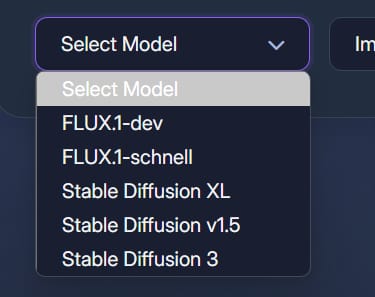 Select Model
Im
Select Model
FLUX.1-dev
FLUX.1-schnell
Stable Diffusion XL
Stable Diffusion v1.5
Stable Diffusion 3